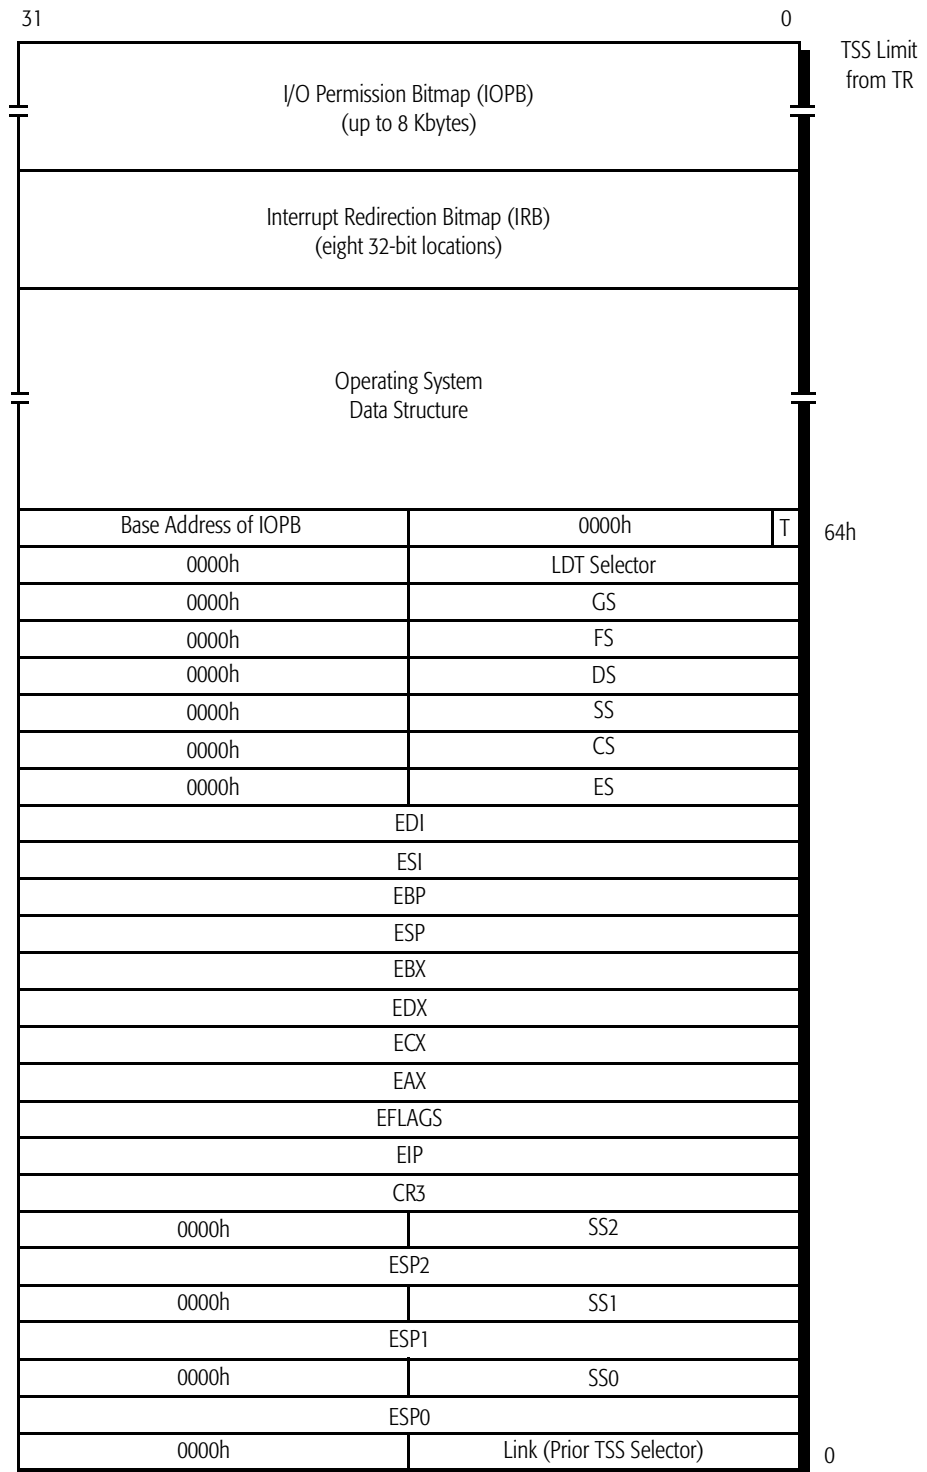 31 0
TSS Limit
from TR
I/O Permission Bitmap (IOPB)
(up to 8 Kbytes)
Interrupt Redirection Bitmap (IRB)
(eight 32-bit locations)
Operating System
Data Structure
Base Address of IOPB 0000h T 64h
0000h LDT Selector
0000h GS
0000h FS
0000h DS
0000h SS
0000h CS
0000h ES
EDI
ESI
EBP
ESP
EBX
EDX
ECX
EAX
EFLAGS
EIP
CR3
0000h SS2
ESP2
0000h SS1
ESP1
0000h SS0
ESP0
0000h Link (Prior TSS Selector) 0